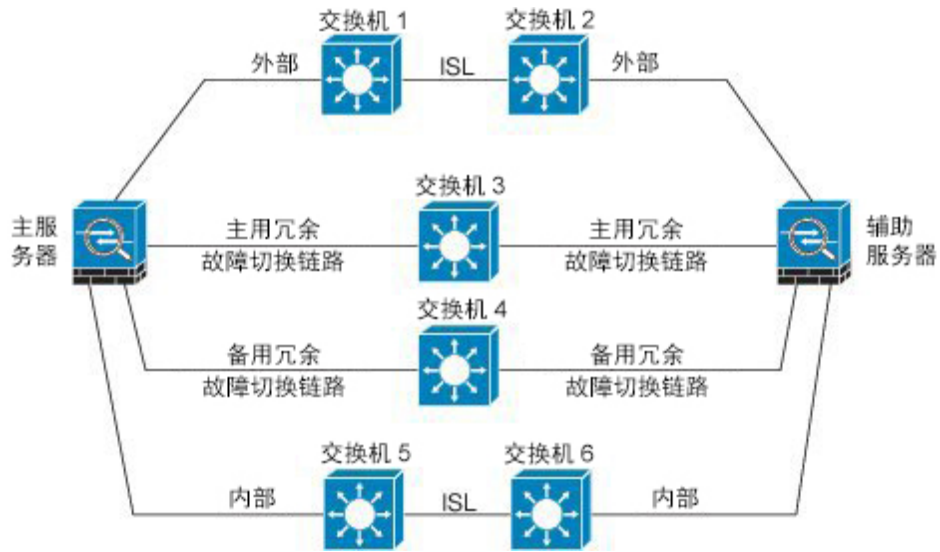 交换机 1
交换机 2
外部
ISL
外部
交换机 3
主服
务器
主用冗余
故障切换链路
主用冗余
故障切换链路
辅助
服务器
交换机 4
备用冗余
故障切换链路
备用冗余
故障切换链路
交换机 5
交换机 6
内部
ISL
内部